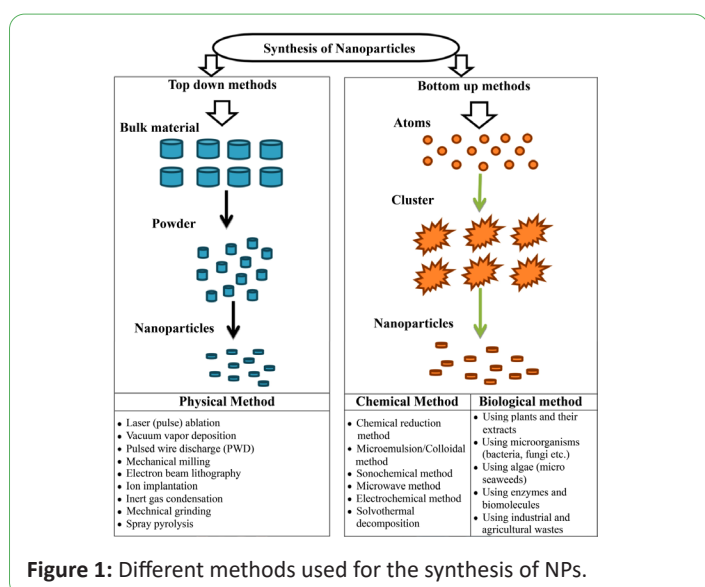 Synthesis of Nanoparticles
Top down methods
Bulk material
Powder
Nanoparticles
Physical Method
• Laser (pulse) ablation
• Vacuum vapor deposition
• Pulsed wire discharge (PWD)
• Mechanical milling
• Electron beam lithography
• Ion implantation
• Inert gas condensation
• Mechnical grinding
• Spray pyrolysis
Bottom up methods
Atoms
Cluster
Nanoparticles
Chemical Method
• Chemical reduction
method
• Microemulsion/Colloidal
method
• Sonochemical method
• Microwave method
• Electrochemical method
• Solvothermal
decomposition
Biological method
• Using plants and their
extracts
• Using microorganisms
(bacteria, fungi etc.)
• Using algae (micro
seaweeds)
• Using enzymes and
biomolecules
• Using industrial and
agricultural wastes
Figure 1: Different methods used for the synthesis of NPs.